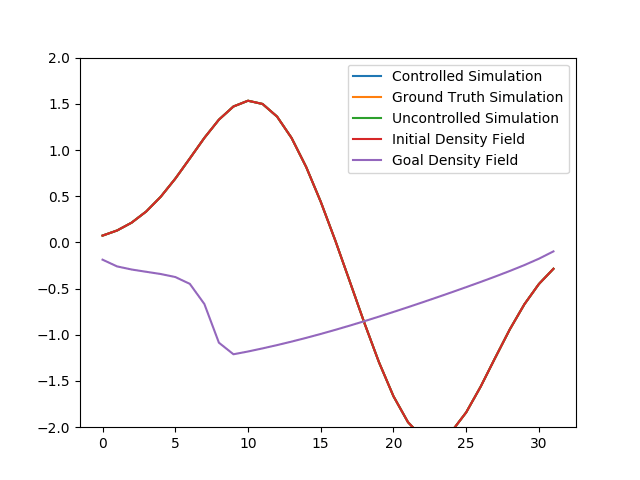 2.0
1.5
1.0
0.5
0.0
−0.5
−1.0
−1.5
−2.0
0 5 10 15 20 25 30
Controlled Simulation
Ground Truth Simulation
Uncontrolled Simulation
Initial Density Field
Goal Density Field